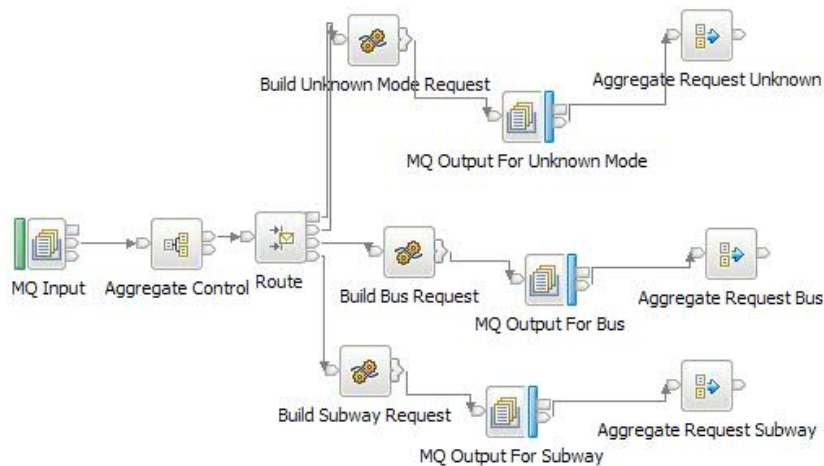 Build Unknown Mode Request
Aggregate Request Unknown
MQ Output For Unknown Mode
MQ Input
Aggregate Control
Route
Build Bus Request
MQ Output For Bus
Aggregate Request Bus
Build Subway Request
MQ Output For Subway
Aggregate Request Subway